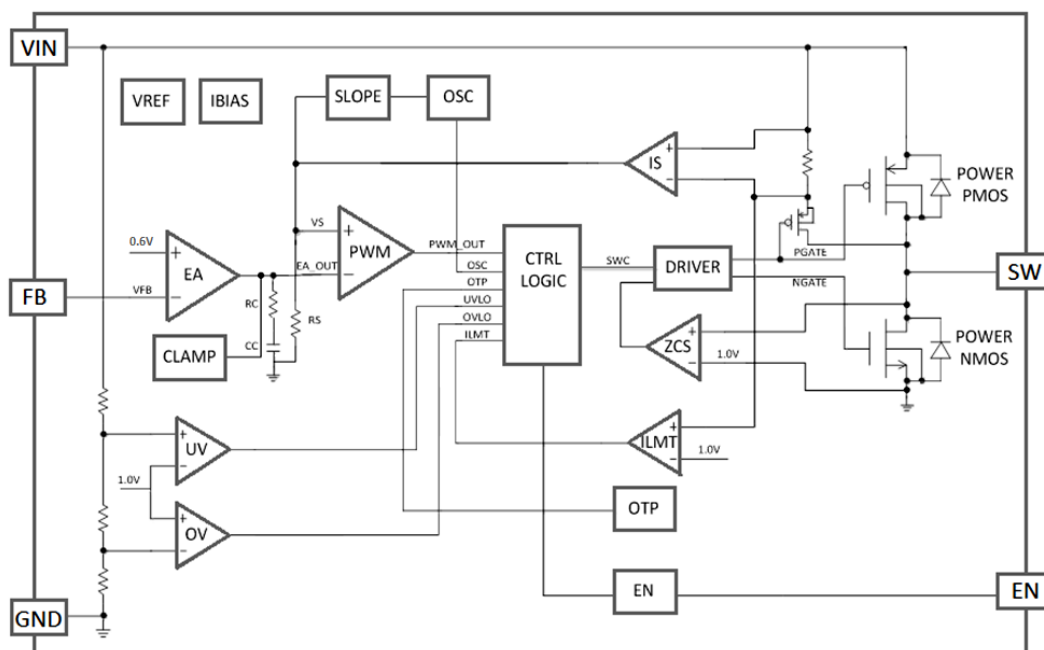 VIN
VREF
IBIAS
SLOPE
OSC
+
IS
−
POWER
PMOS
VS
+
PWM
−
PWM_OUT
0.6V
+
EA
−
EA_OUT
OSC
CTRL
LOGIC
SWC
DRIVER
PGATE
SW
FB
VFB
OTP
NGATE
RC
UVLO
RS
OVLO
CC
ILMT
CLAMP
+
ZCS
−
1.0V
POWER
NMOS
+
UV
−
+
ILMT
−
1.0V
1.0V
+
OV
−
OTP
EN
EN
GND